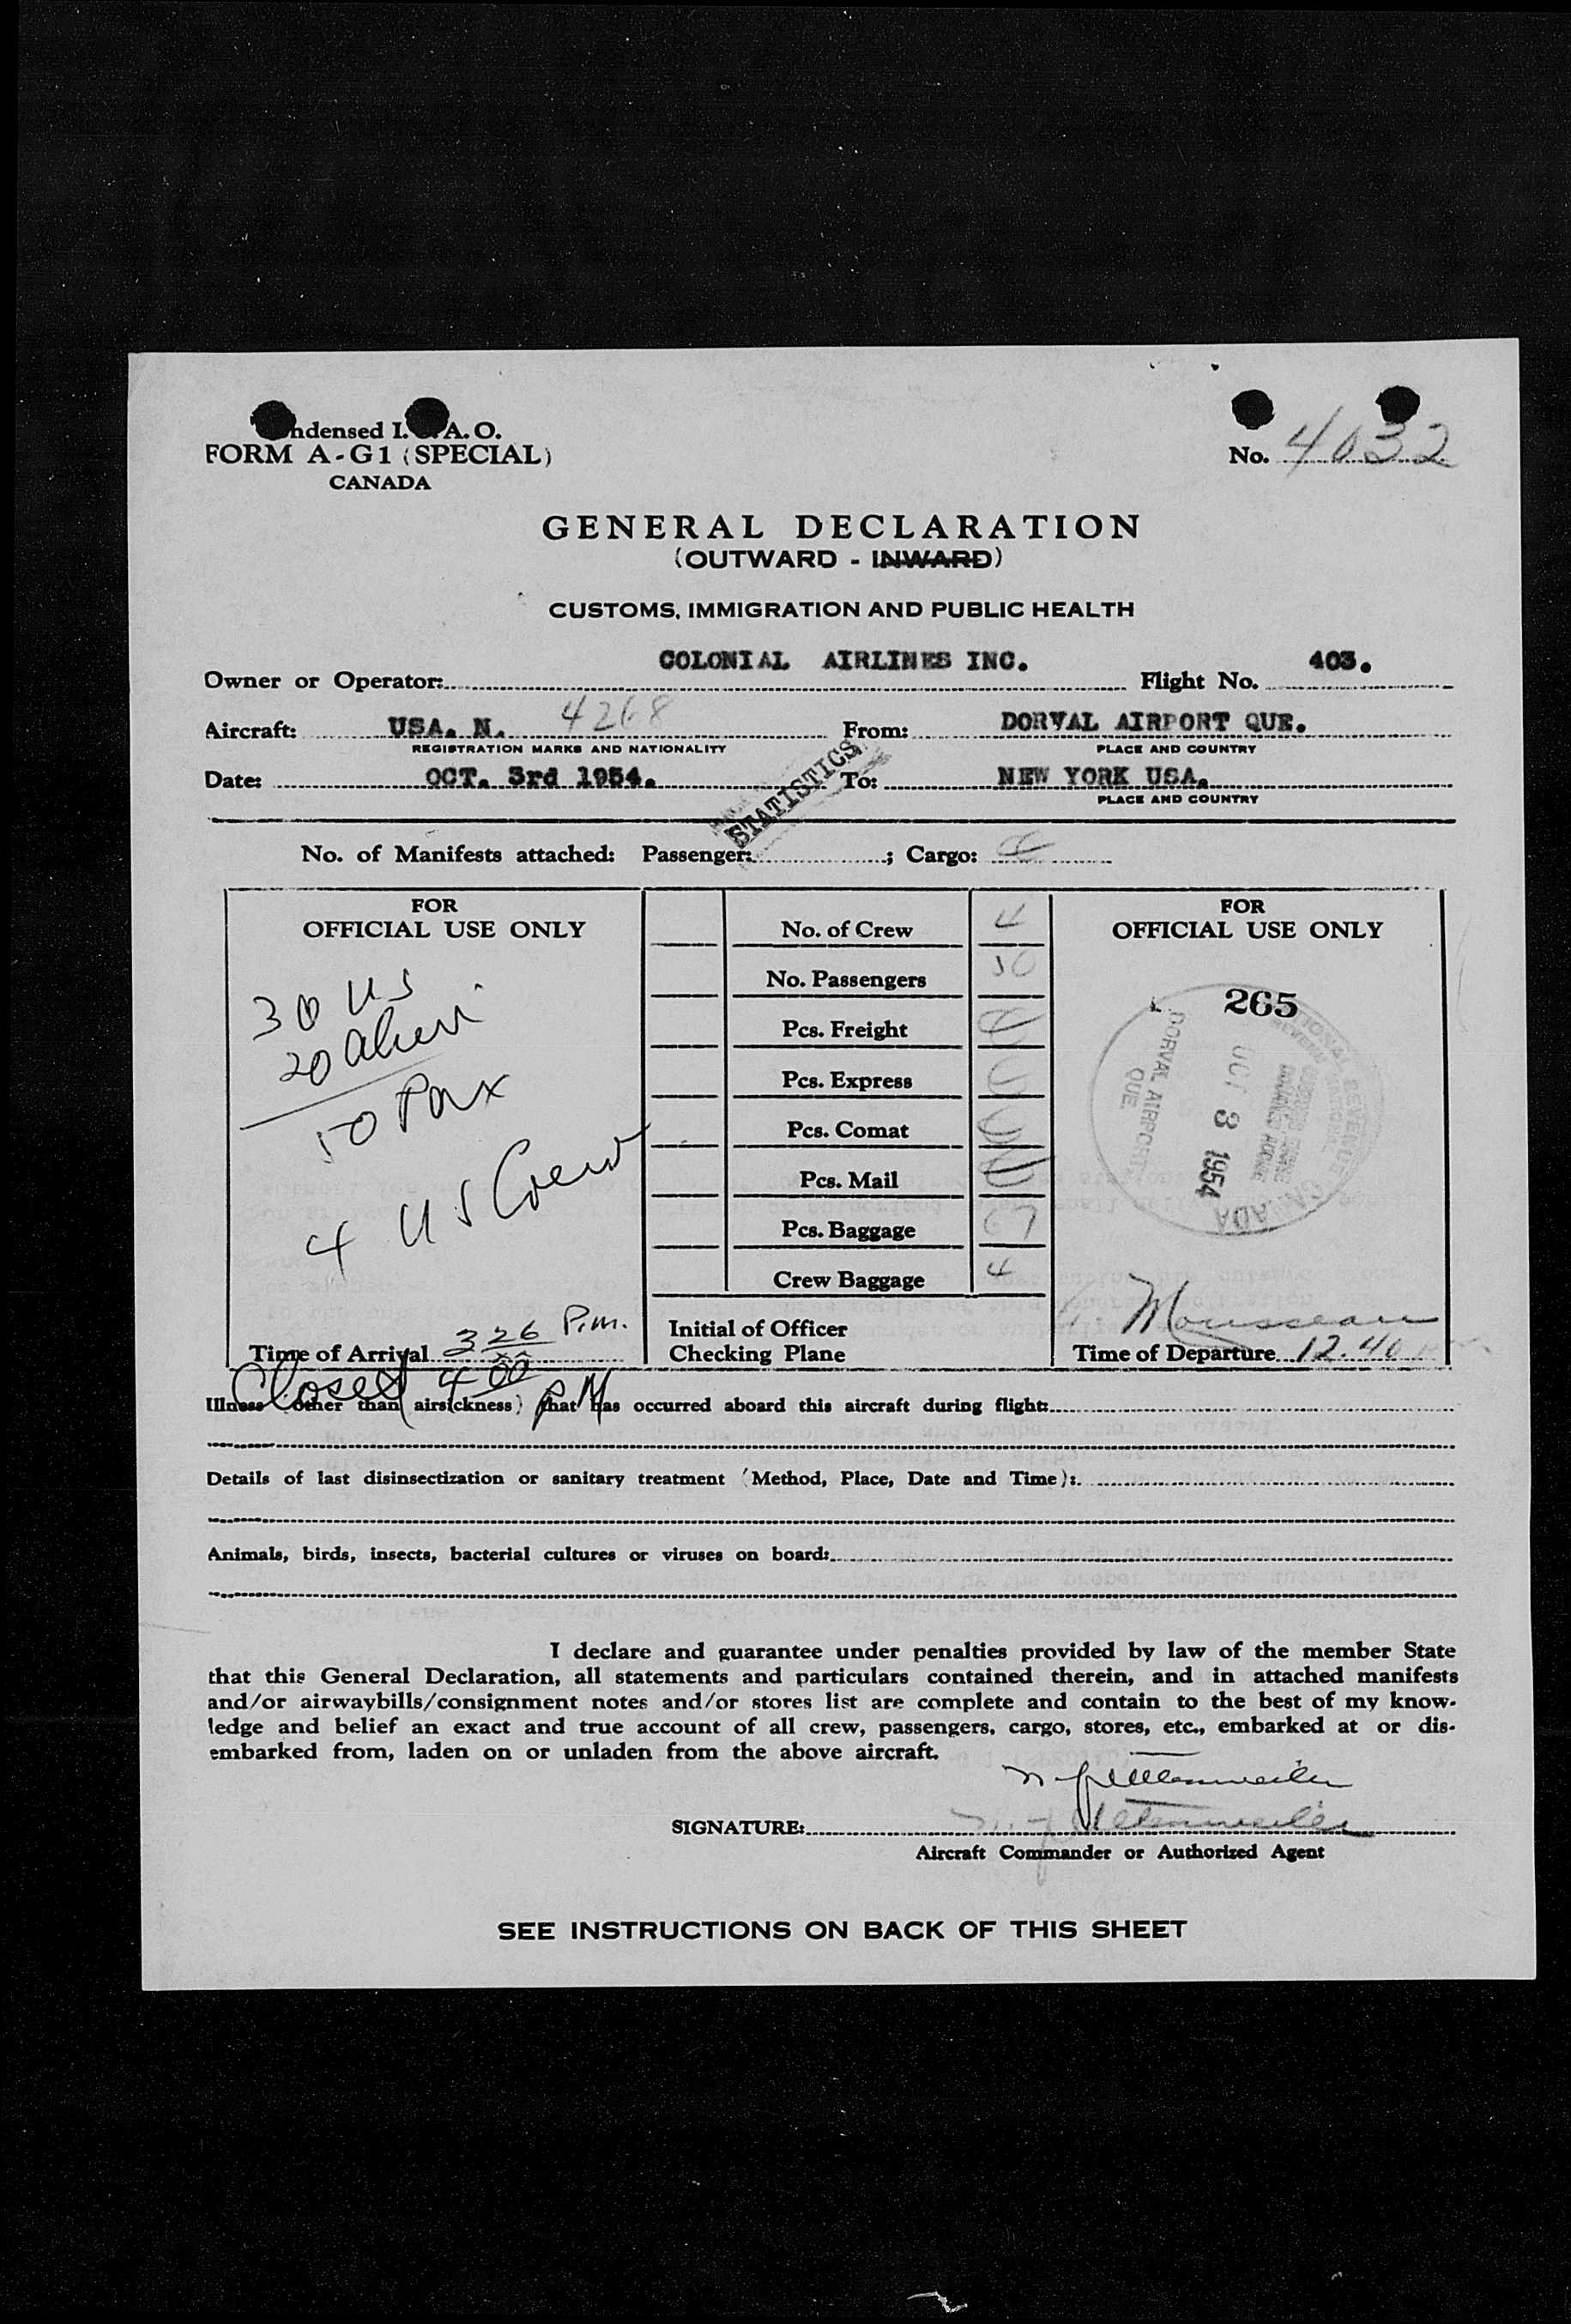 ndensed I. A. O.
FORM A-G1 (SPECIAL)
CANADA
No. 4032
GENERAL DECLARATION
(OUTWARD - INWARD)
CUSTOMS, IMMIGRATION AND PUBLIC HEALTH
Owner or Operator: COLONIAL AIRLINES INC. Flight No. 403.
Aircraft: USA. N. 4268 From: DORVAL AIRPORT QUE.
REGISTRATION MARKS AND NATIONALITY PLACE AND COUNTRY
Date: OCT. 3rd 1954. To: NEW YORK USA.
PLACE AND COUNTRY
STATISTICS
No. of Manifests attached: Passenger: ; Cargo:
FOR
OFFICIAL USE ONLY
30 US
20 alien
50 Pax
4 US Crew
Time of Arrival 3 26 P.m.
Closed 4 00 PM
No. of Crew 4
No. Passengers 50
Pcs. Freight
Pcs. Express
Pcs. Comat
Pcs. Mail
Pcs. Baggage 67
Crew Baggage 4
Initial of Officer
Checking Plane
FOR
OFFICIAL USE ONLY
265
DORVAL AIRPORT
QUE.
OCT 3 1954
CANADA
Mousseau
Time of Departure 12.40
Illness (other than airsickness) that has occurred aboard this aircraft during flight:
Details of last disinsectization or sanitary treatment (Method, Place, Date and Time):
Animals, birds, insects, bacterial cultures or viruses on board:
I declare and guarantee under penalties provided by law of the member State
that this General Declaration, all statements and particulars contained therein, and in attached manifests
and/or airwaybills/consignment notes and/or stores list are complete and contain to the best of my know-
ledge and belief an exact and true account of all crew, passengers, cargo, stores, etc., embarked at or dis-
embarked from, laden on or unladen from the above aircraft.
SIGNATURE:
Aircraft Commander or Authorized Agent
SEE INSTRUCTIONS ON BACK OF THIS SHEET